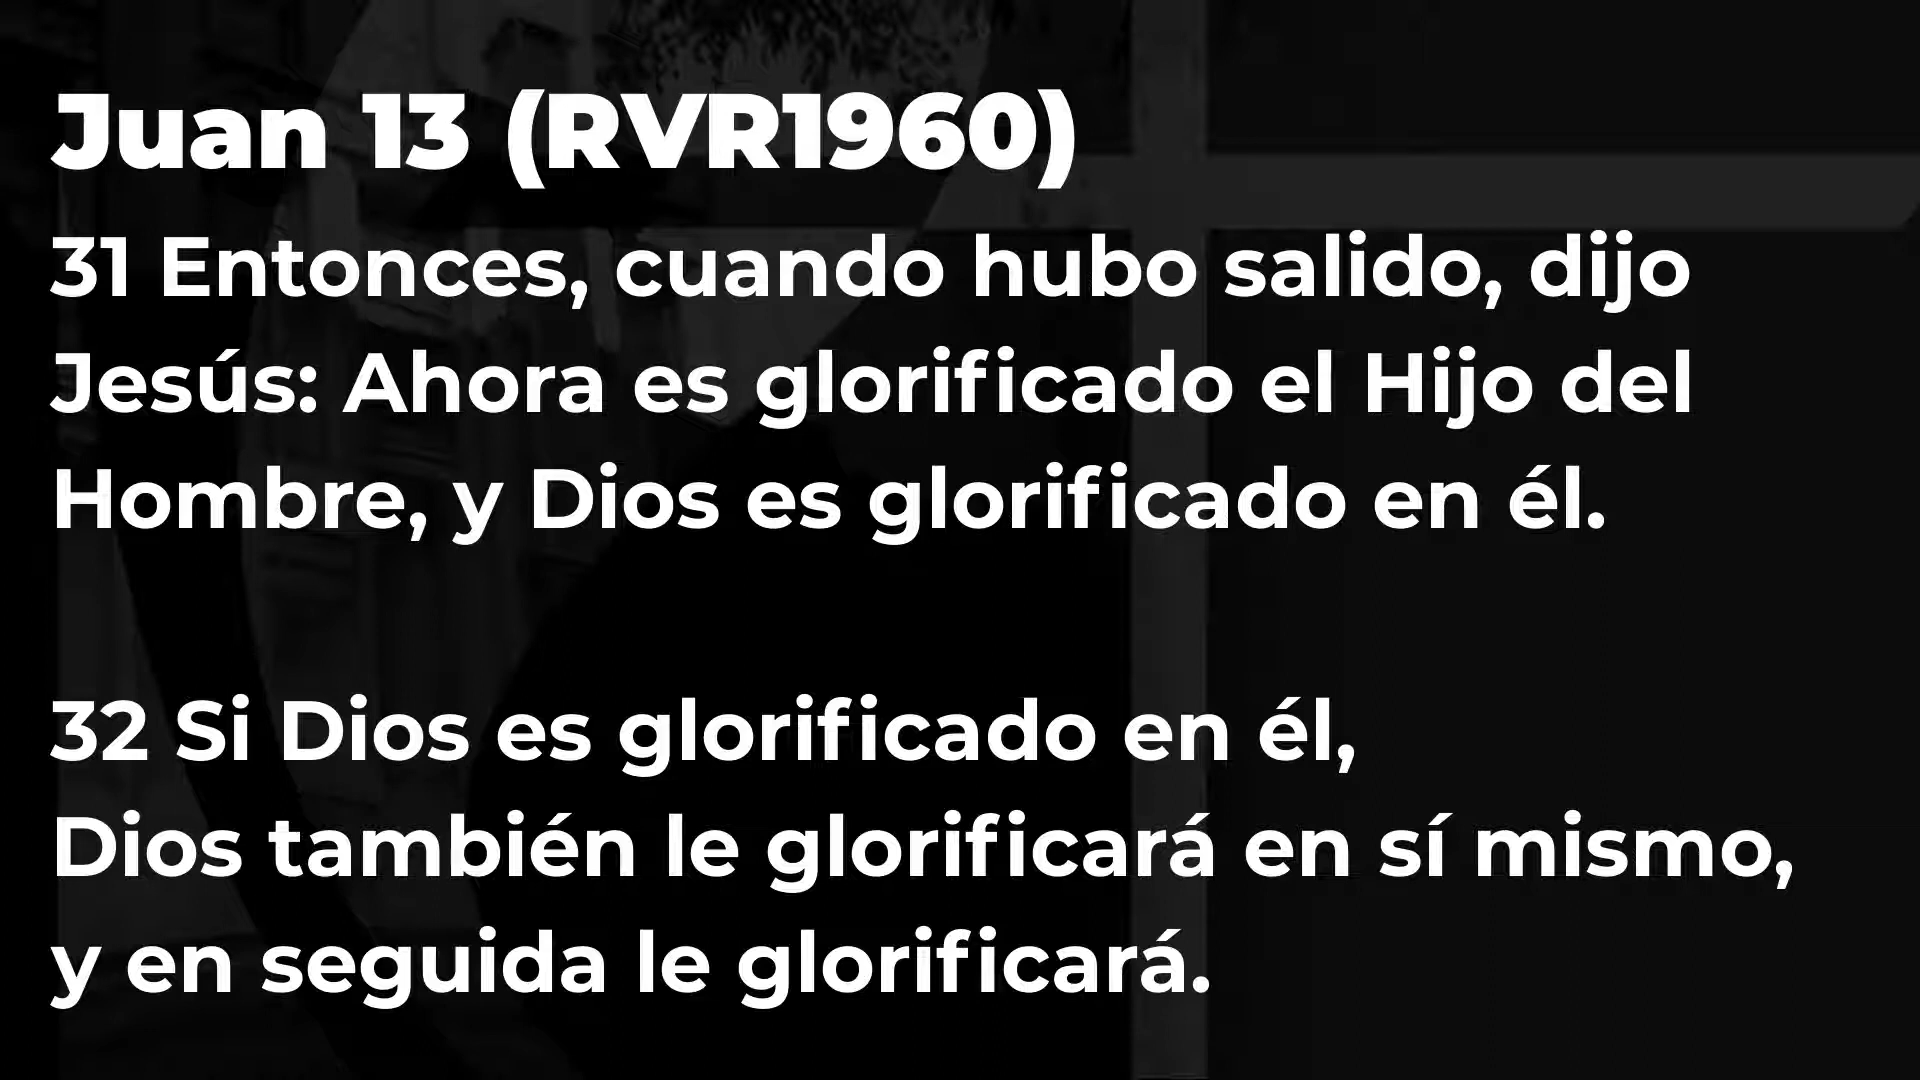 Juan 13 (RVR1960)
31 Entonces, cuando hubo salido, dijo
Jesús: Ahora es glorificado el Hijo del
Hombre, y Dios es glorificado en él.
32 Si Dios es glorificado en él,
Dios también le glorificará en sí mismo,
y en seguida le glorificará.